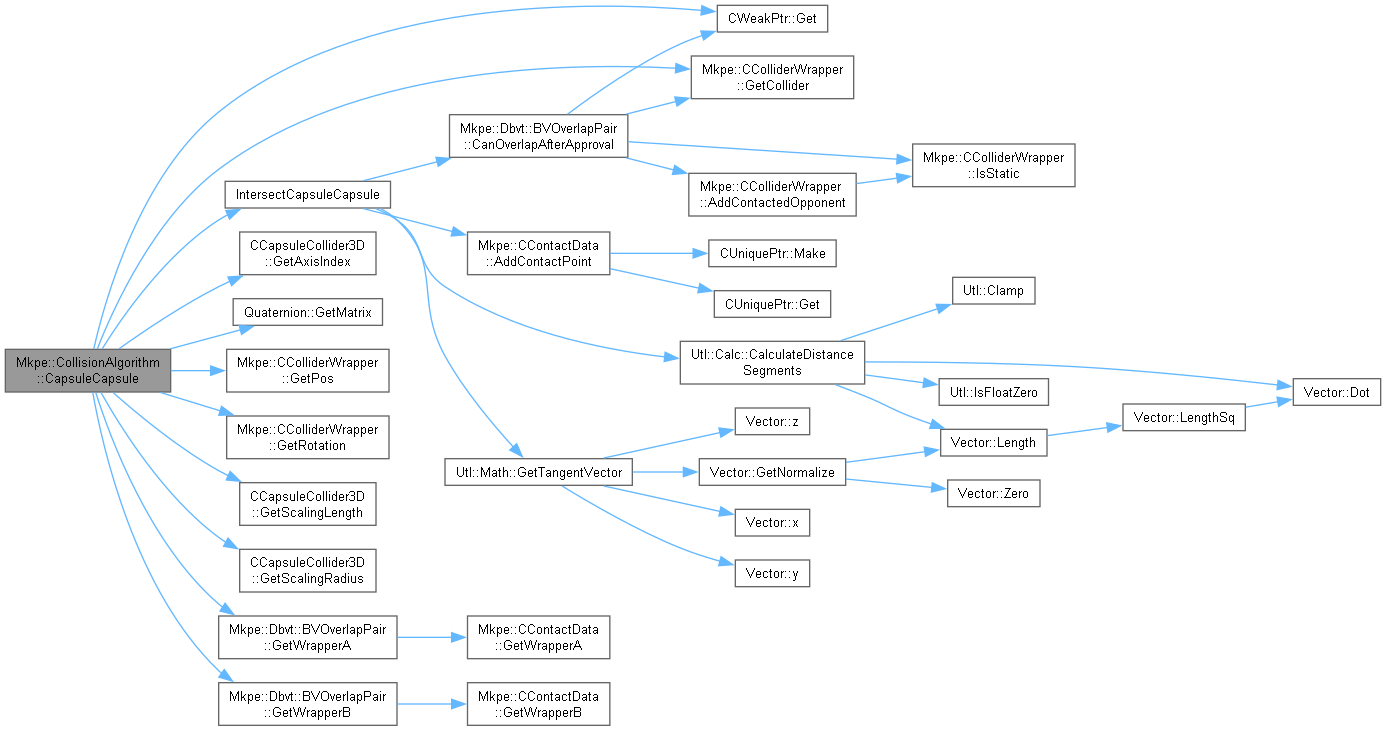 Mkpe::CollisionAlgorithm
::CapsuleCapsule
CWeakPtr::Get
Mkpe::CColliderWrapper
::GetCollider
IntersectCapsuleCapsule
Mkpe::Dbvt::BVOverlapPair
::CanOverlapAfterApproval
Mkpe::CColliderWrapper
::IsStatic
Mkpe::CColliderWrapper
::AddContactedOpponent
Mkpe::CContactData
::AddContactPoint
CUniquePtr::Make
CUniquePtr::Get
Utl::Calc::CalculateDistance
Segments
Utl::Clamp
Utl::IsFloatZero
Vector::Dot
Vector::Length
Vector::LengthSq
Utl::Math::GetTangentVector
Vector::z
Vector::GetNormalize
Vector::Zero
Vector::x
Vector::y
CCapsuleCollider3D
::GetAxisIndex
Quaternion::GetMatrix
Mkpe::CColliderWrapper
::GetPos
Mkpe::CColliderWrapper
::GetRotation
CCapsuleCollider3D
::GetScalingLength
CCapsuleCollider3D
::GetScalingRadius
Mkpe::Dbvt::BVOverlapPair
::GetWrapperA
Mkpe::CContactData
::GetWrapperA
Mkpe::Dbvt::BVOverlapPair
::GetWrapperB
Mkpe::CContactData
::GetWrapperB